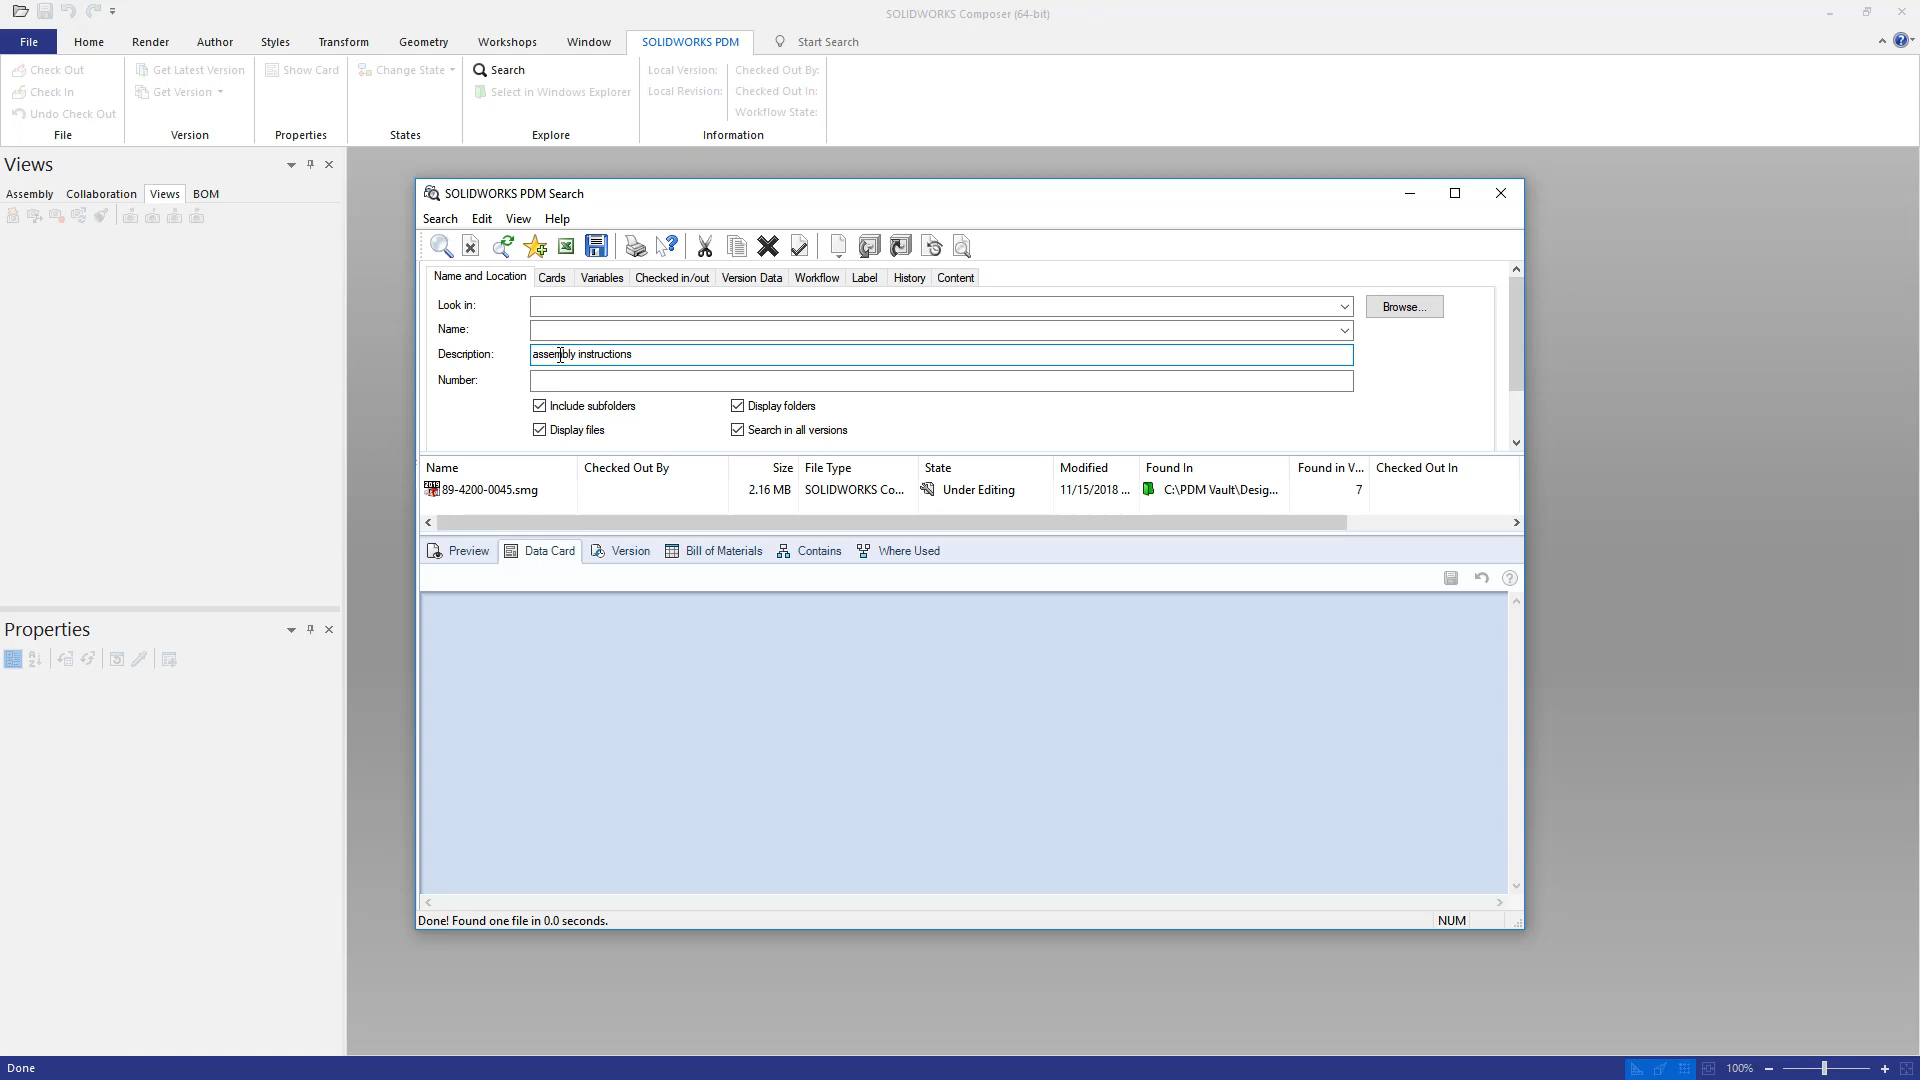 SOLIDWORKS Composer (64-bit)
File Home Render Author Styles Transform Geometry Workshops Window SOLIDWORKS PDM Start Search
Check Out Get Latest Version Show Card Change State Search Local Version: Checked Out By:
Check In Get Version Select in Windows Explorer Local Revision: Checked Out In:
Undo Check Out Workflow State:
File Version Properties States Explore Information
Views
Assembly Collaboration Views BOM
SOLIDWORKS PDM Search
Search Edit View Help
Name and Location Cards Variables Checked in/out Version Data Workflow Label History Content
Look in: Browse...
Name:
Description: assembly instructions
Number:
Include subfolders Display folders
Display files Search in all versions
Name Checked Out By Size File Type State Modified Found In Found in V... Checked Out In
89-4200-0045.smg 2.16 MB SOLIDWORKS Co... Under Editing 11/15/2018 ... C:\PDM Vault\Desig... 7
Preview Data Card Version Bill of Materials Contains Where Used
Properties
Done! Found one file in 0.0 seconds. NUM
Done 100%